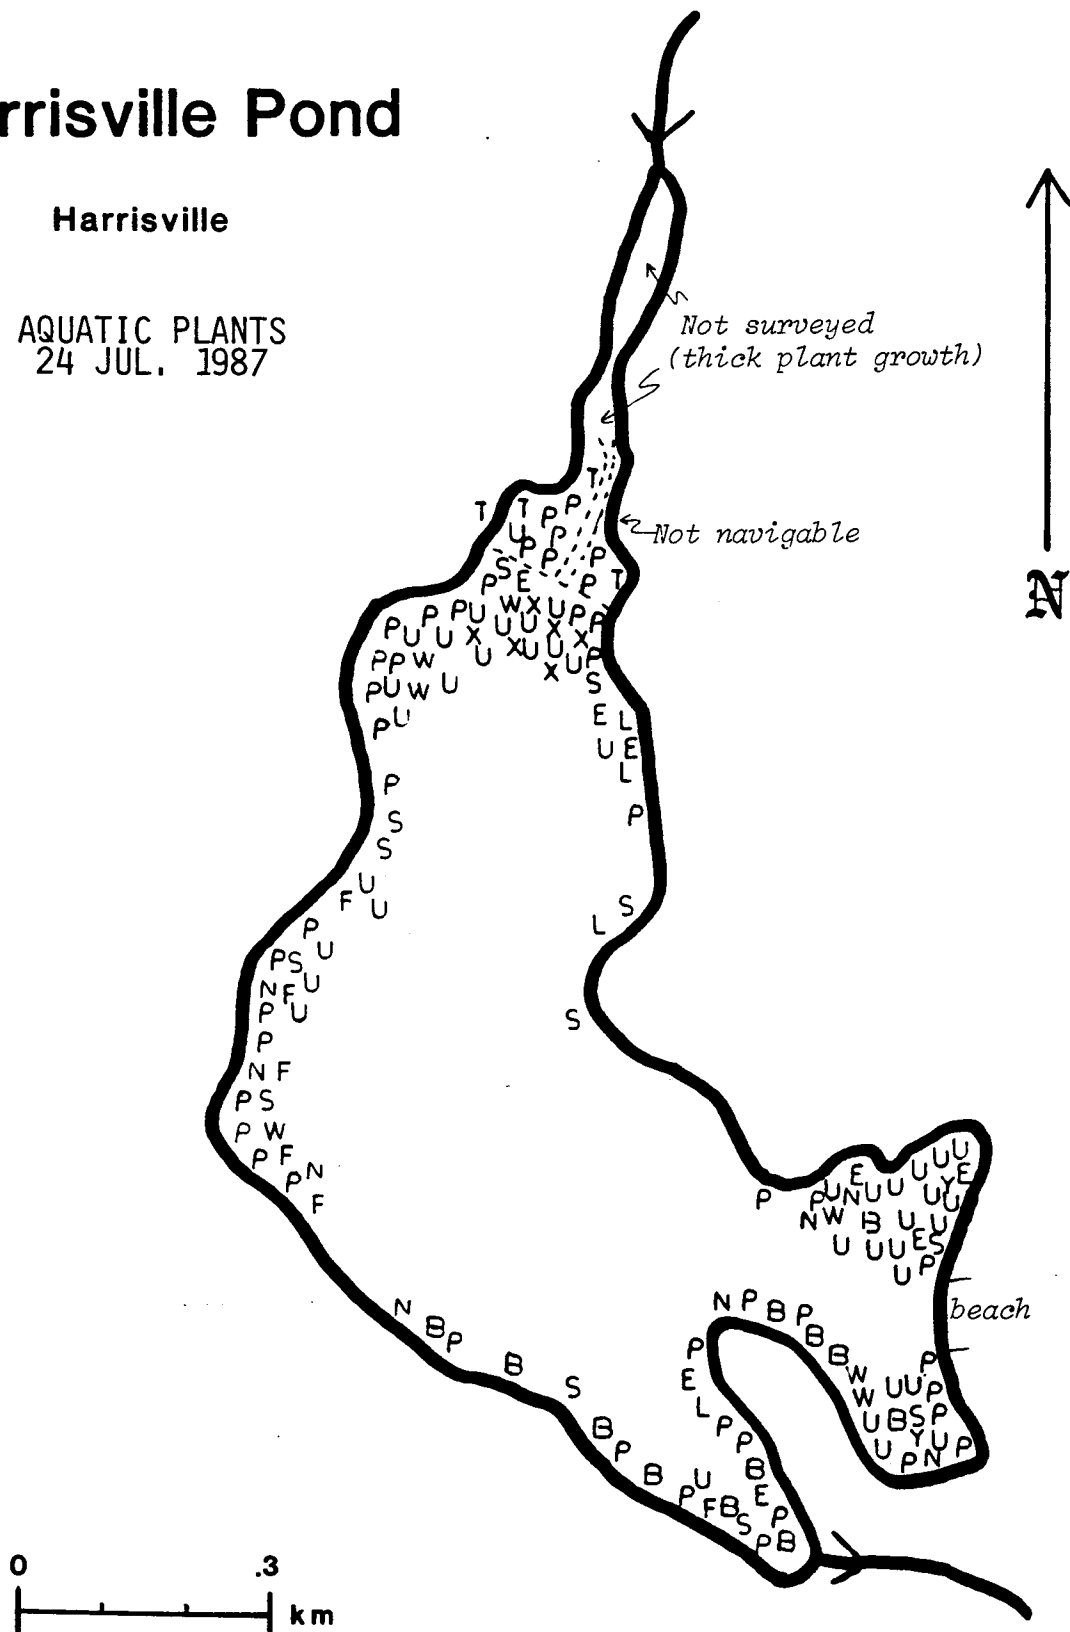 rrisville Pond
Harrisville
AQUATIC PLANTS
24 JUL. 1987
Not surveyed
(thick plant growth)
Not navigable
N
T
T T P P
U P P
P P
S E P T
P P
P U W X U P P
P U U X U U X X
P P W U X U U U P
P U W U X S
P U
E L
U E
L
P
P
S
S
U
F U
S
L
P U
P S U
N F U
P
S
P
N F
P S
P W
P F N
P F
P
P U N E U U U U U
N W B U Y E U
U U U U E S U
U P
beach
N P B P
B
B
P
E
L
P
P
B
E
P
B
W
W U U P P
U B S P
U Y U
P N P
N
B P
B
S
B
P
B
P U
F B
S
P
0 .3
km